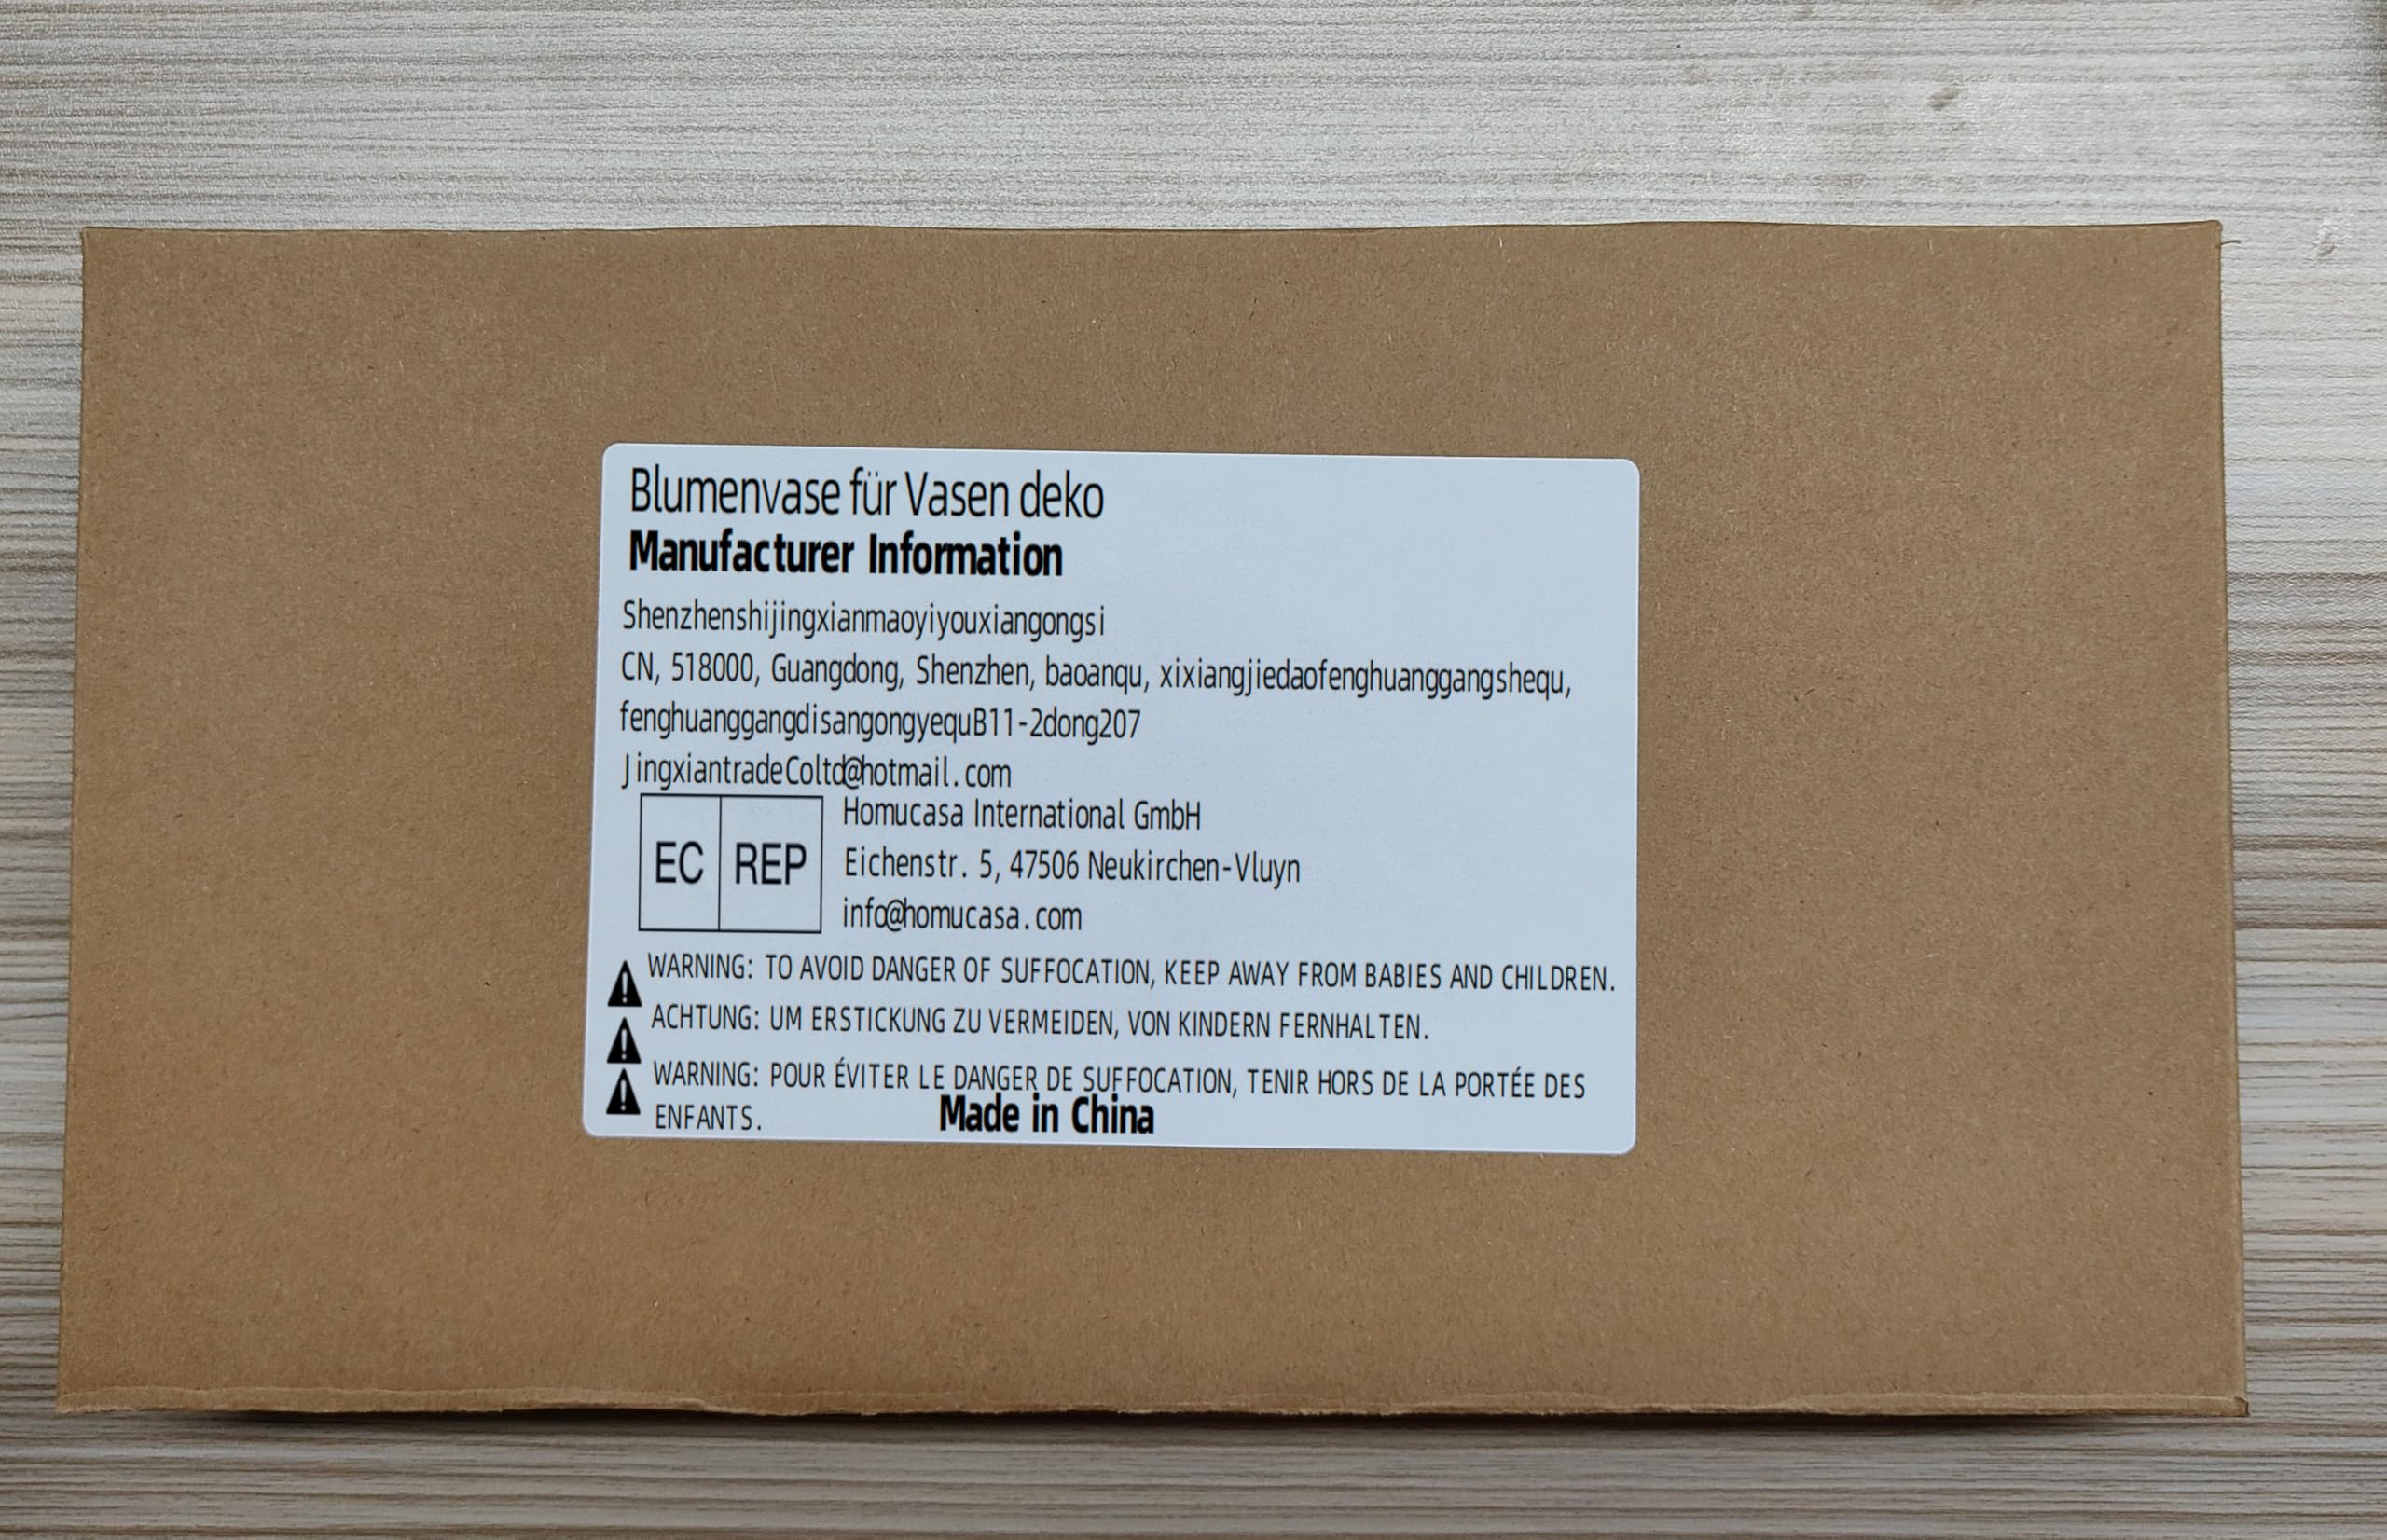 Blumenvase für Vasen deko
Manufacturer Information
Shenzhenshijingxianmaoyiyouxiangongsi
CN, 518000, Guangdong, Shenzhen, baoanqu, xixiangjiedaofenghuanggangshequ,
fenghuanggangdisangongyequB11-2dong207
JingxiantradeColtd@hotmail.com
EC REP
Homucasa International GmbH
Eichenstr. 5, 47506 Neukirchen-Vluyn
info@homucasa.com
WARNING: TO AVOID DANGER OF SUFFOCATION, KEEP AWAY FROM BABIES AND CHILDREN.
ACHTUNG: UM ERSTICKUNG ZU VERMEIDEN, VON KINDERN FERNHALTEN.
WARNING: POUR ÉVITER LE DANGER DE SUFFOCATION, TENIR HORS DE LA PORTÉE DES
ENFANTS.
Made in China